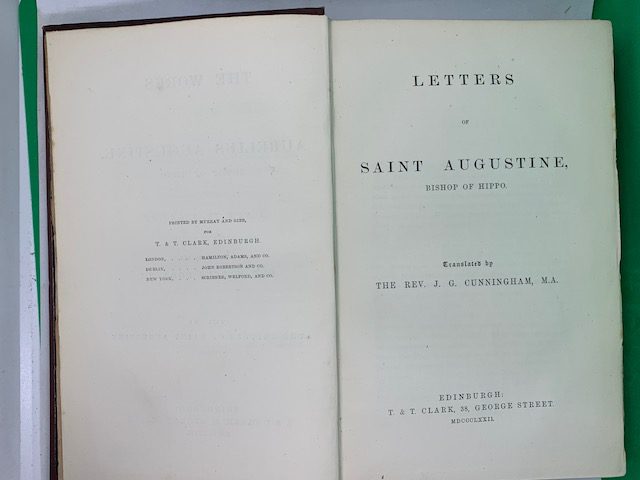 PRINTED BY MURRAY AND GIBB,
FOR
T. & T. CLARK, EDINBURGH.
LONDON, . . . . HAMILTON, ADAMS, AND CO.
DUBLIN, . . . . JOHN ROBERTSON AND CO.
NEW YORK, . . . . SCRIBNER, WELFORD, AND CO.
LETTERS
OF
SAINT AUGUSTINE,
BISHOP OF HIPPO.
Translated by
THE REV. J. G. CUNNINGHAM, M.A.
EDINBURGH:
T. & T. CLARK, 38, GEORGE STREET.
MDCCCLXXII.